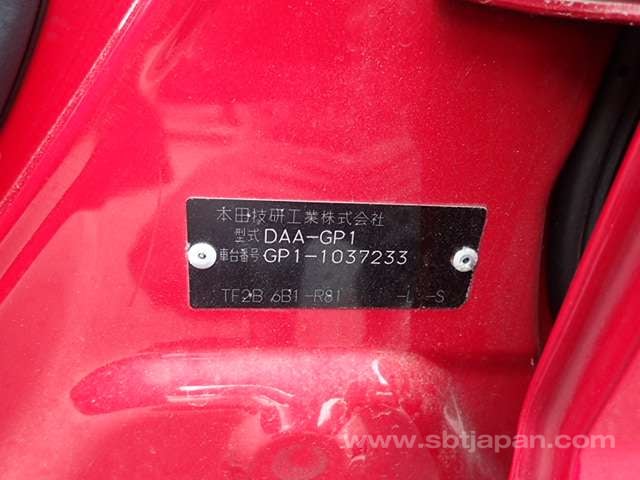 本田技研工業株式会社
型式 DAA-GP1
車台番号 GP1-1037233
TF2B 6B1-R81 -L -S
www.sbtjapan.com